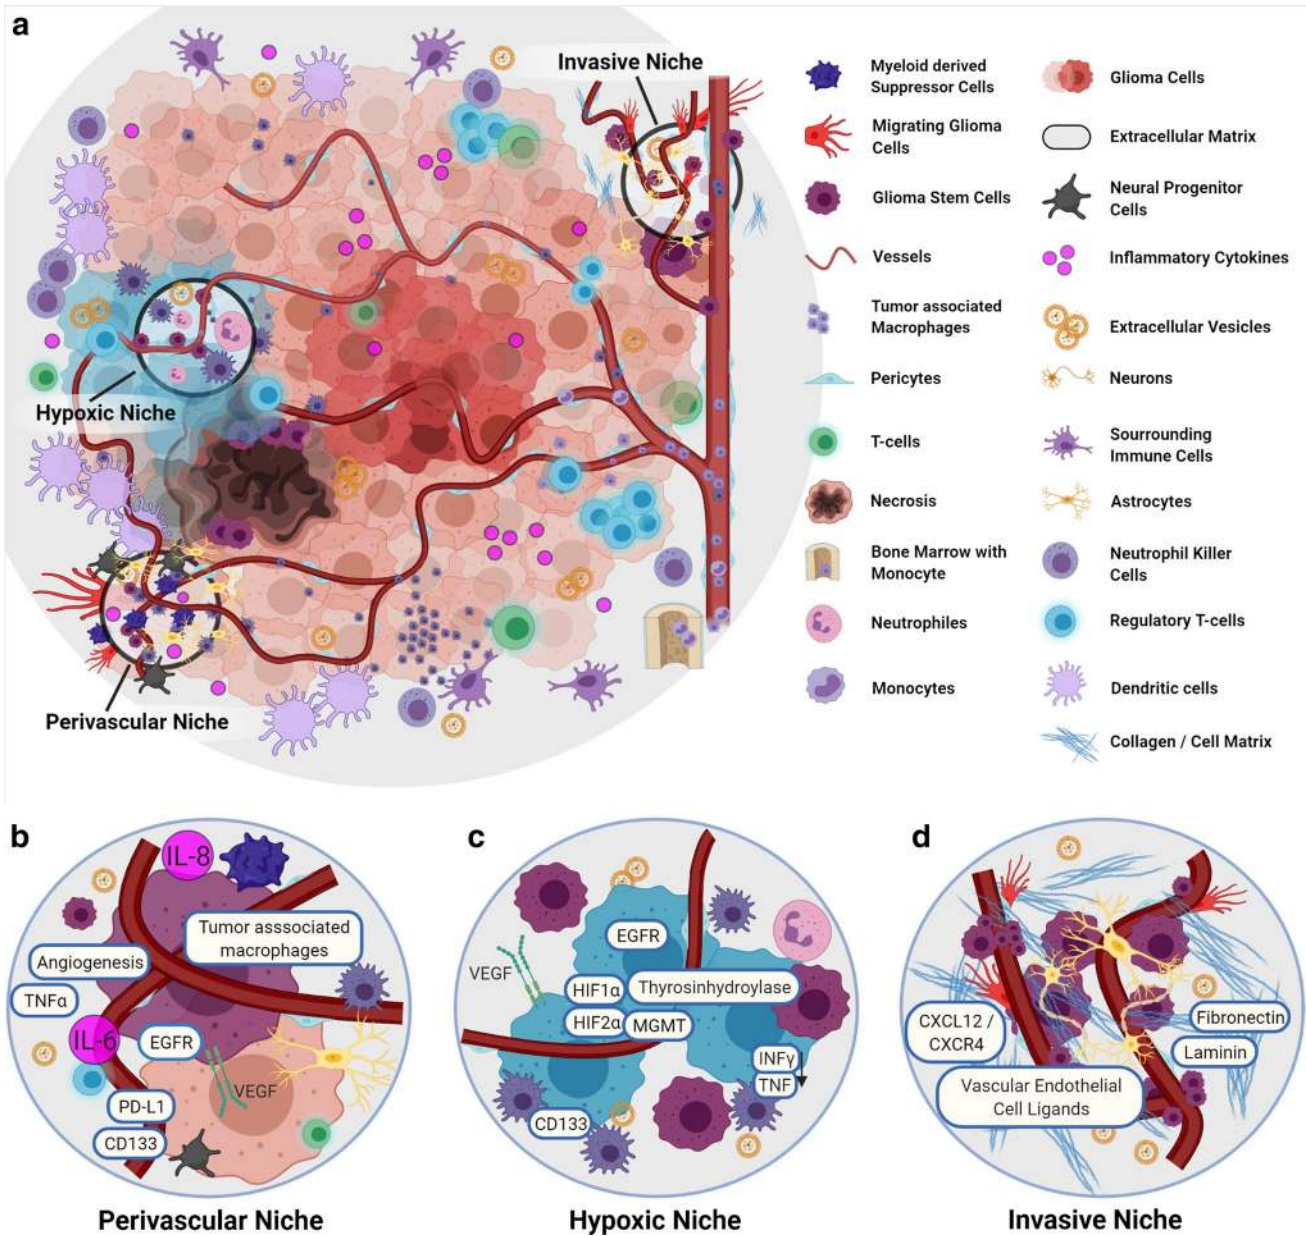 a
Invasive Niche
Hypoxic Niche
Perivascular Niche
Myeloid derived
Suppressor Cells
Migrating Glioma
Cells
Glioma Stem Cells
Vessels
Tumor associated
Macrophages
Pericytes
T-cells
Necrosis
Bone Marrow with
Monocyte
Neutrophiles
Monocytes
Glioma Cells
Extracellular Matrix
Neural Progenitor
Cells
Inflammatory Cytokines
Extracellular Vesicles
Neurons
Sourrounding
Immune Cells
Astrocytes
Neutrophil Killer
Cells
Regulatory T-cells
Dendritic cells
Collagen / Cell Matrix
b
IL-8
Tumor asssociated
macrophages
Angiogenesis
TNFα
IL-6
EGFR
VEGF
PD-L1
CD133
Perivascular Niche
c
EGFR
VEGF
HIF1α
Thyrosinhydroylase
HIF2α
MGMT
INFγ
TNF
CD133
Hypoxic Niche
d
CXCL12 /
CXCR4
Fibronectin
Laminin
Vascular Endothelial
Cell Ligands
Invasive Niche